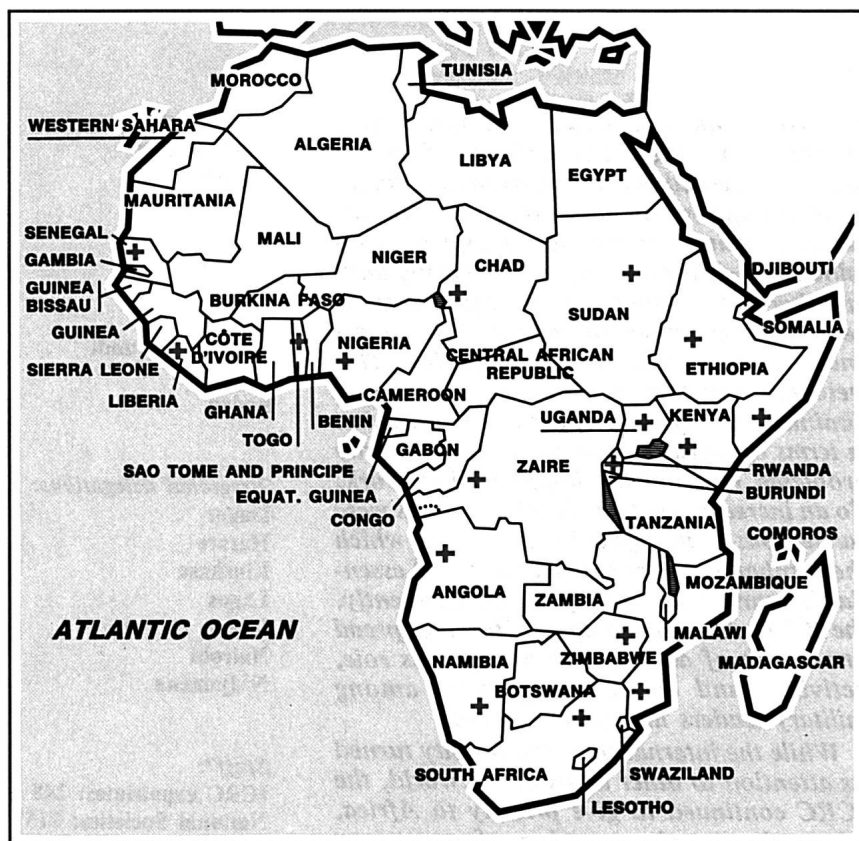 MOROCCO
TUNISIA
WESTERN SAHARA
ALGERIA
LIBYA
EGYPT
MAURITANIA
MALI
NIGER
CHAD
SENEGAL
GAMBIA
GUINEA
BISSAU
GUINEA
SIERRA LEONE
LIBERIA
BURKINA FASO
CÔTE
D'IVOIRE
GHANA
TOGO
BENIN
NIGERIA
SUDAN
DJIBOUTI
SOMALIA
ETHIOPIA
CENTRAL AFRICAN
REPUBLIC
CAMEROON
UGANDA
KENYA
GABON
ZAIRE
SAO TOME AND PRINCIPE
EQUAT. GUINEA
CONGO
RWANDA
BURUNDI
TANZANIA
COMOROS
ANGOLA
ZAMBIA
MOZAMBIQUE
MALAWI
ATLANTIC OCEAN
NAMIBIA
ZIMBABWE
MADAGASCAR
BOTSWANA
SOUTH AFRICA
SWAZILAND
LESOTHO